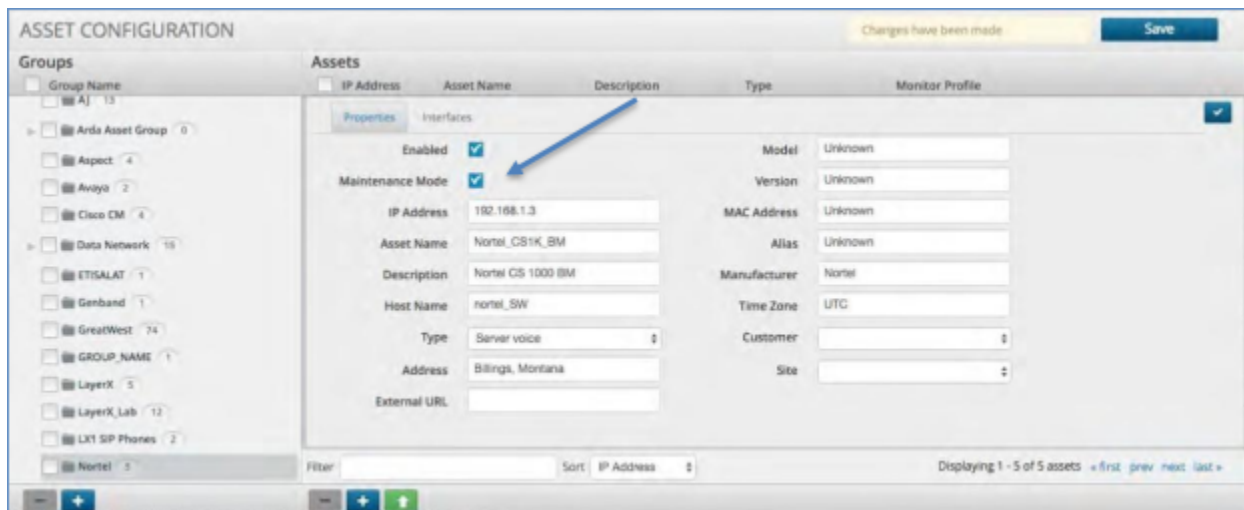 ASSET CONFIGURATION
Changes have been made
Save
Groups
Assets
Group Name
IP Address Asset Name Description Type Monitor Profile
AJ 13
Arda Asset Group 0
Aspect 4
Avaya 2
Cisco CM 4
Data Network 15
ETISALAT 1
Genband 1
GreatWest 74
GROUP_NAME 1
LayerX 5
LayerX_Lab 12
LX1 SIP Phones 2
Nortel 5
Properties Interfaces
Enabled
Maintenance Mode
IP Address 192.168.1.3
Asset Name Nortel_CS1K_BM
Description Nortel CS 1000 BM
Host Name nortel_SW
Type Server voice
Address Billings, Montana
External URL
Model Unknown
Version Unknown
MAC Address Unknown
Alias Unknown
Manufacturer Nortel
Time Zone UTC
Customer
Site
Filter Sort IP Address
Displaying 1 - 5 of 5 assets « first prev next last »